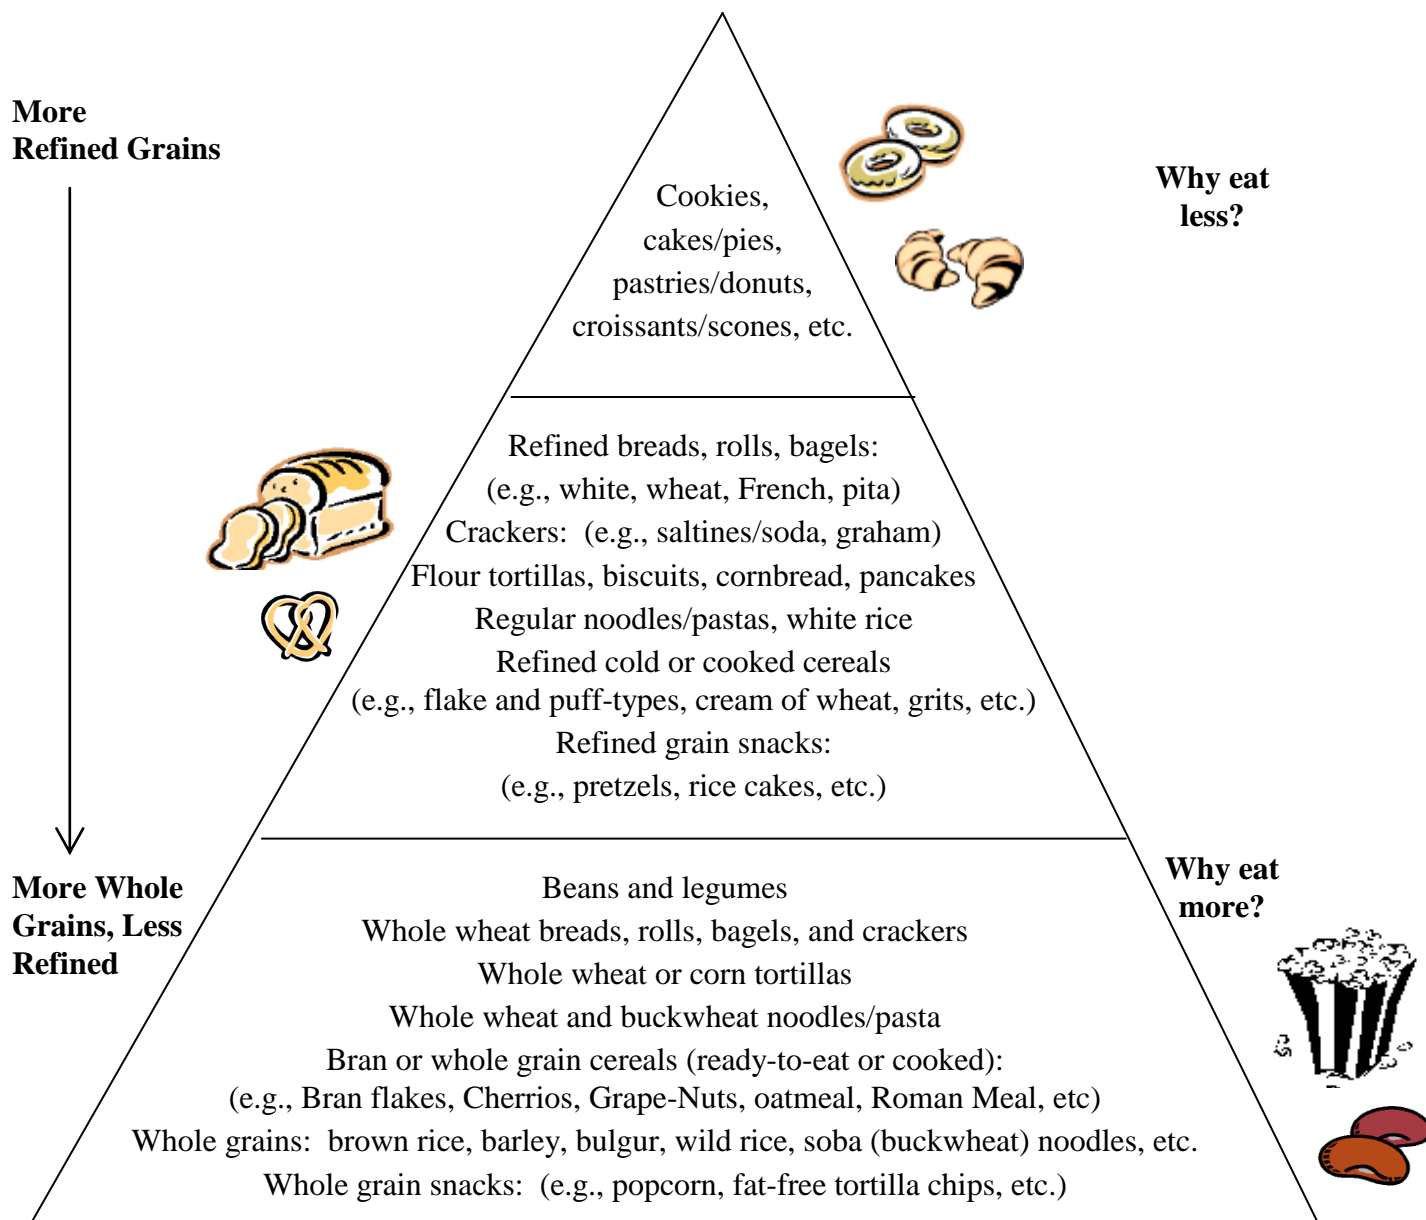 More
Refined Grains
Why eat
less?
Cookies,
cakes/pies,
pastries/donuts,
croissants/scones, etc.
Refined breads, rolls, bagels:
(e.g., white, wheat, French, pita)
Crackers:  (e.g., saltines/soda, graham)
Flour tortillas, biscuits, cornbread, pancakes
Regular noodles/pastas, white rice
Refined cold or cooked cereals
(e.g., flake and puff-types, cream of wheat, grits, etc.)
Refined grain snacks:
(e.g., pretzels, rice cakes, etc.)
More Whole
Grains, Less
Refined
Why eat
more?
Beans and legumes
Whole wheat breads, rolls, bagels, and crackers
Whole wheat or corn tortillas
Whole wheat and buckwheat noodles/pasta
Bran or whole grain cereals (ready-to-eat or cooked):
(e.g., Bran flakes, Cherrios, Grape-Nuts, oatmeal, Roman Meal, etc)
Whole grains:  brown rice, barley, bulgur, wild rice, soba (buckwheat) noodles, etc.
Whole grain snacks:  (e.g., popcorn, fat-free tortilla chips, etc.)